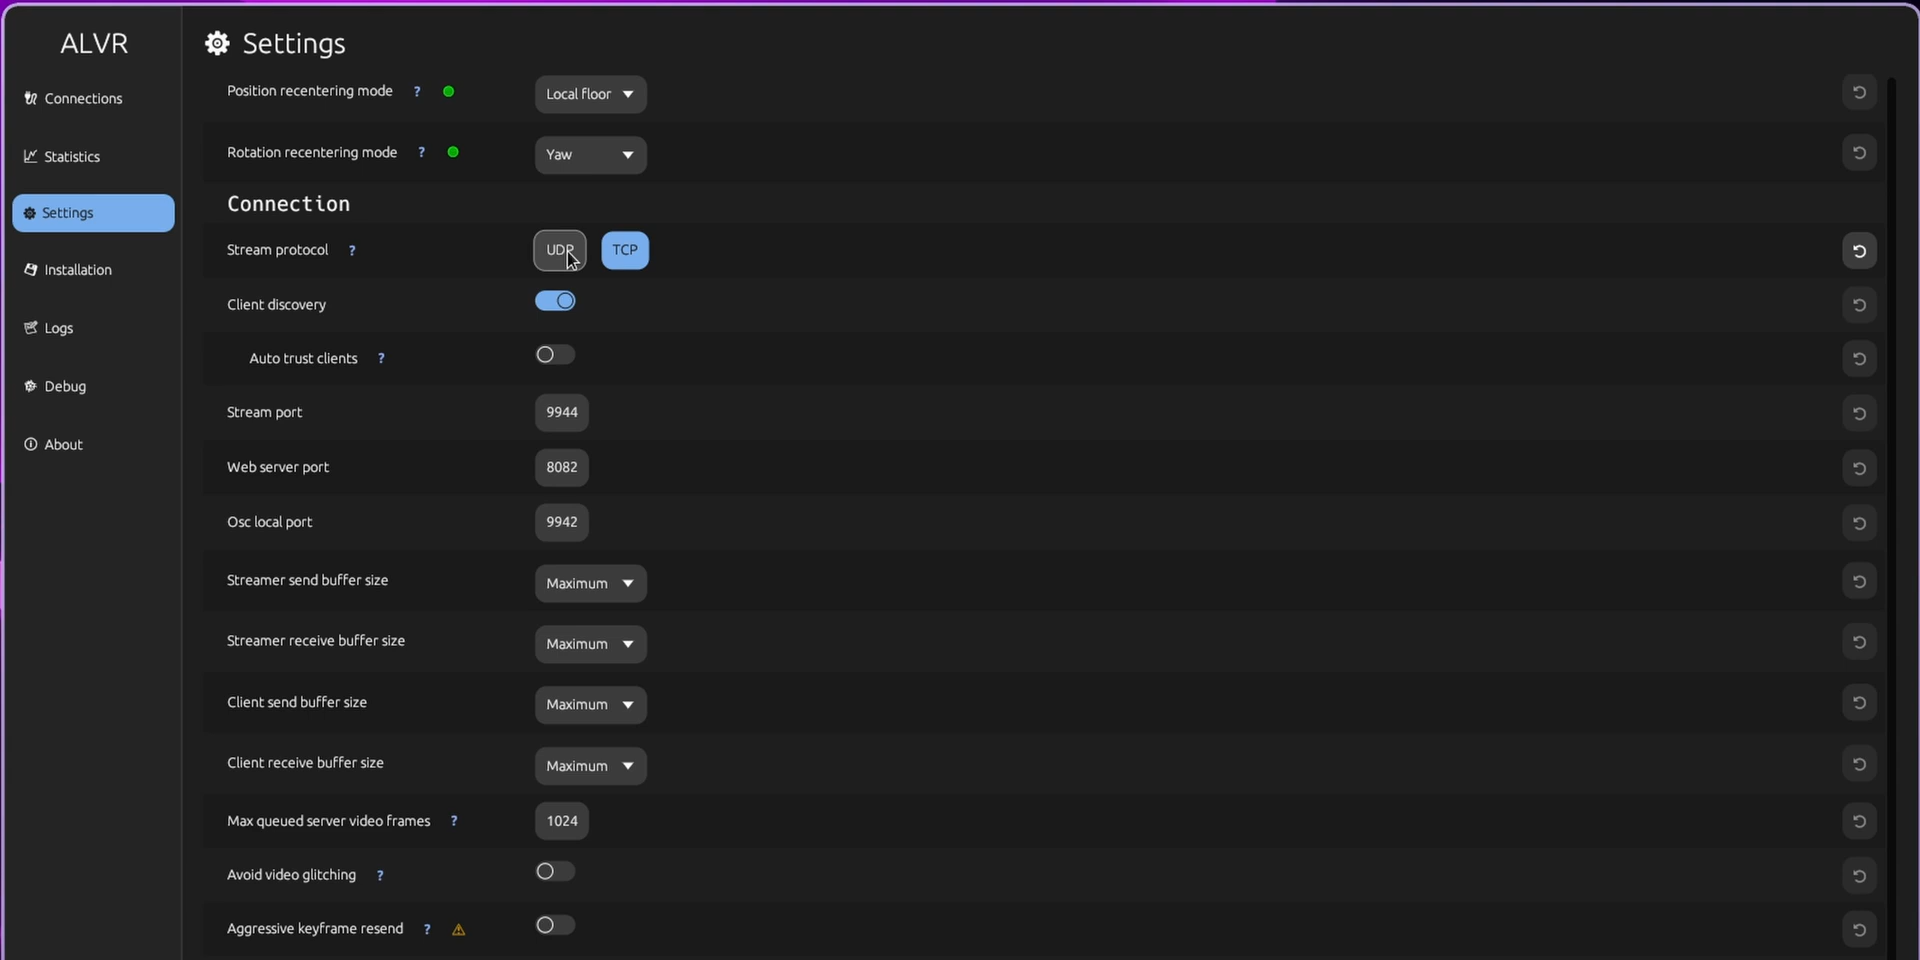 ALVR
Connections
Statistics
Settings
Installation
Logs
Debug
About
Settings
Position recentering mode ? Local floor
Rotation recentering mode ? Yaw
Connection
Stream protocol ? UDP TCP
Client discovery
Auto trust clients ?
Stream port 9944
Web server port 8082
Osc local port 9942
Streamer send buffer size Maximum
Streamer receive buffer size Maximum
Client send buffer size Maximum
Client receive buffer size Maximum
Max queued server video frames ? 1024
Avoid video glitching ?
Aggressive keyframe resend ?